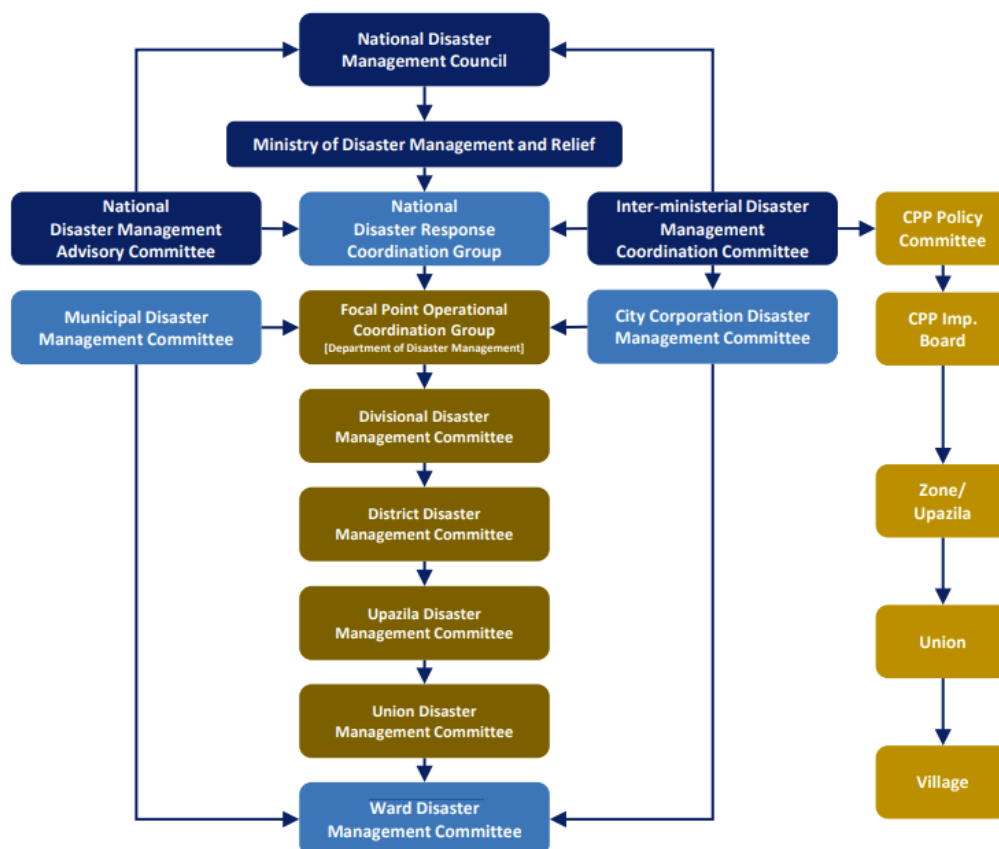 National Disaster
Management Council
Ministry of Disaster Management and Relief
National
Disaster Management
Advisory Committee
National
Disaster Response
Coordination Group
Inter-ministerial Disaster
Management
Coordination Committee
CPP Policy
Committee
Municipal Disaster
Management Committee
Focal Point Operational
Coordination Group
[Department of Disaster Management]
City Corporation Disaster
Management Committee
CPP Imp.
Board
Divisional Disaster
Management Committee
District Disaster
Management Committee
Zone/
Upazila
Upazila Disaster
Management Committee
Union
Union Disaster
Management Committee
Village
Ward Disaster
Management Committee